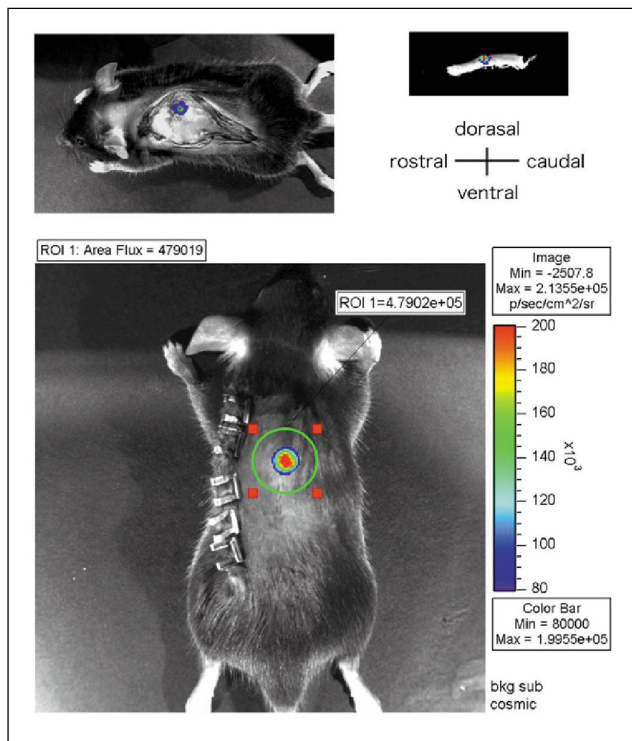 dorasal
rostral caudal
ventral
ROI 1: Area Flux = 479019
Image
Min = -2507.8
Max = 2.1355e+05
p/sec/cm^2/sr
ROI 1=4.7902e+05
200
180
160
140
120
100
80
x10³
Color Bar
Min = 80000
Max = 1.9955e+05
bkg sub
cosmic